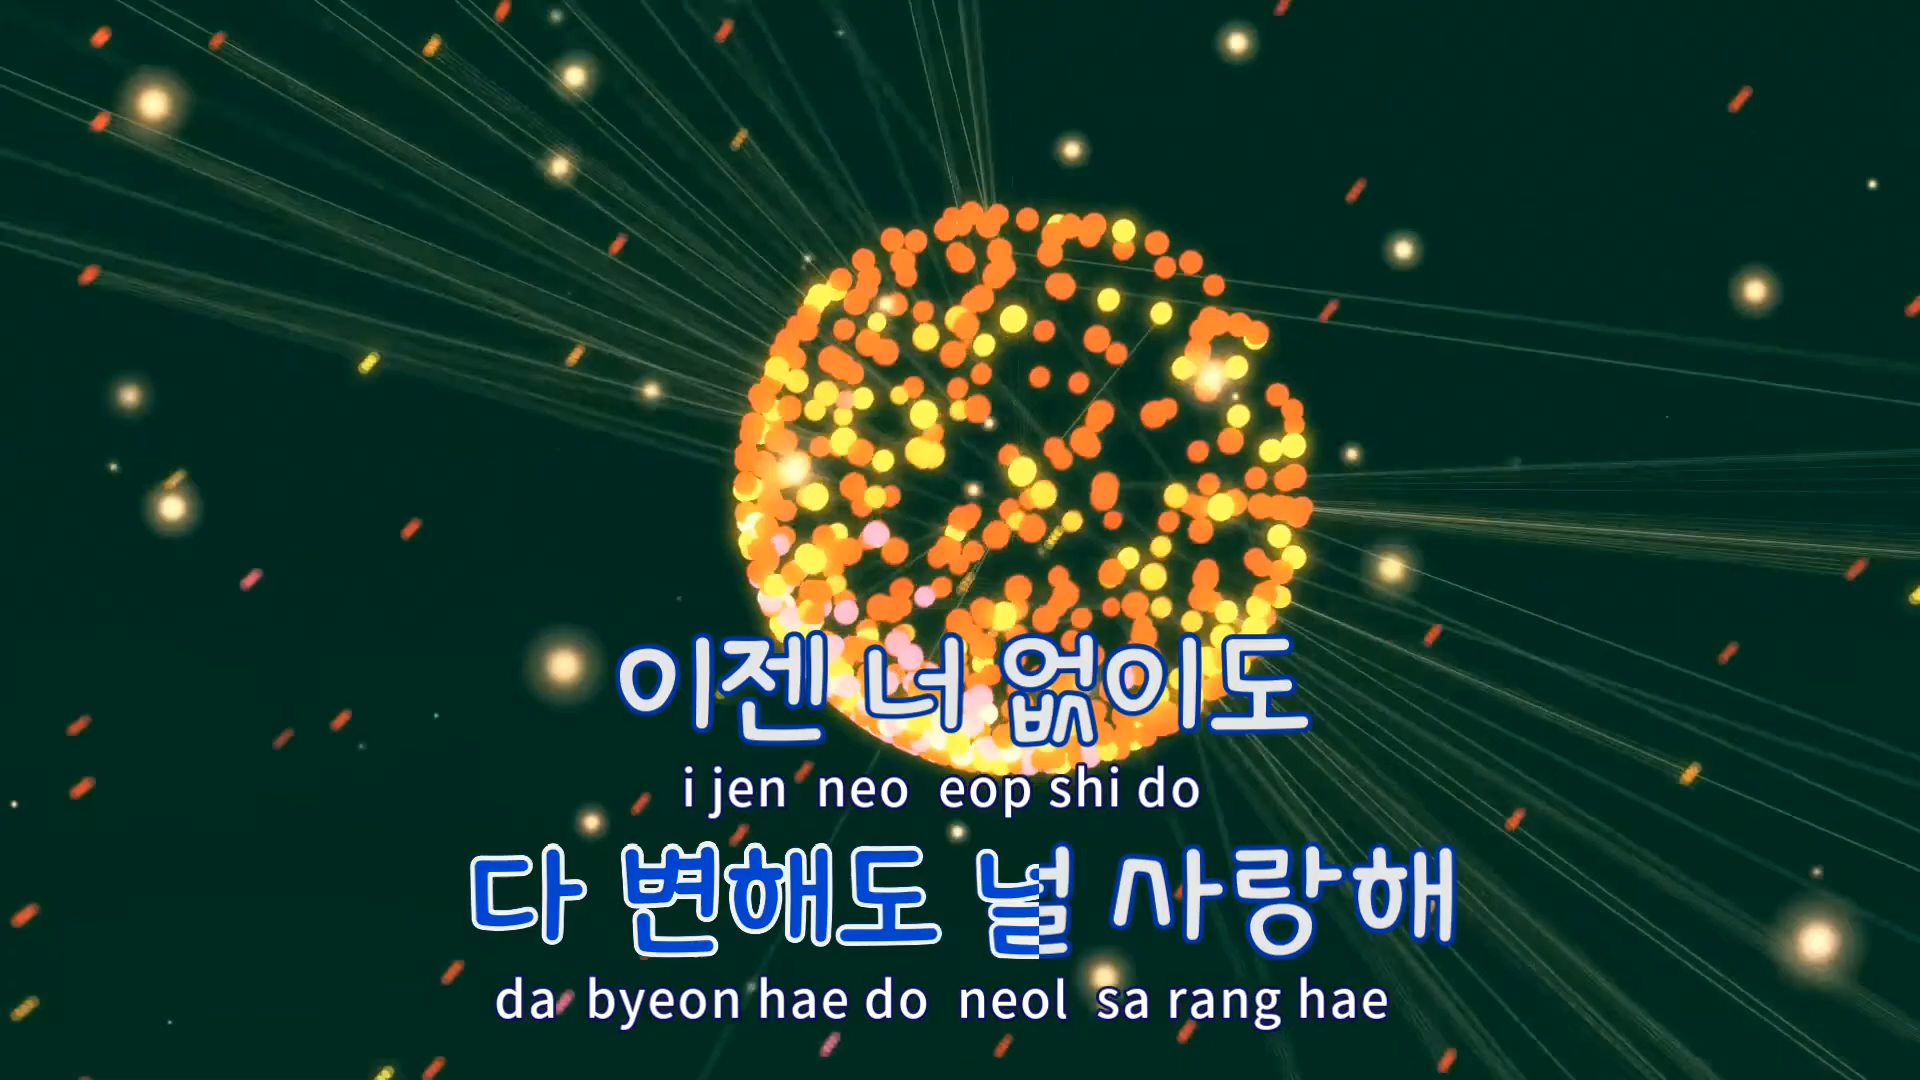 이젠 너 없이도
i jen neo eop shi do
다 변해도 널 사랑해
da byeon hae do neol sa rang hae